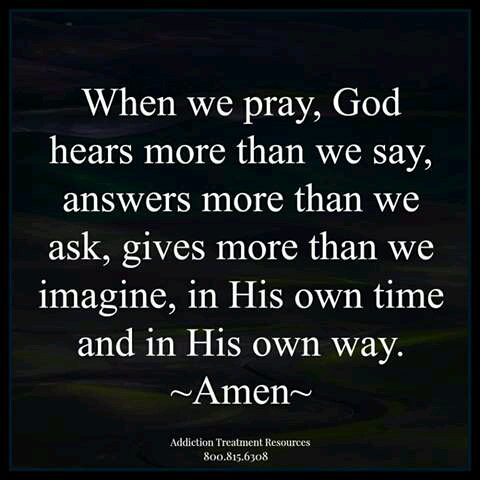 When we pray, God
hears more than we say,
answers more than we
ask, gives more than we
imagine, in His own time
and in His own way.
~Amen~
Addiction Treatment Resources
800.815.6308